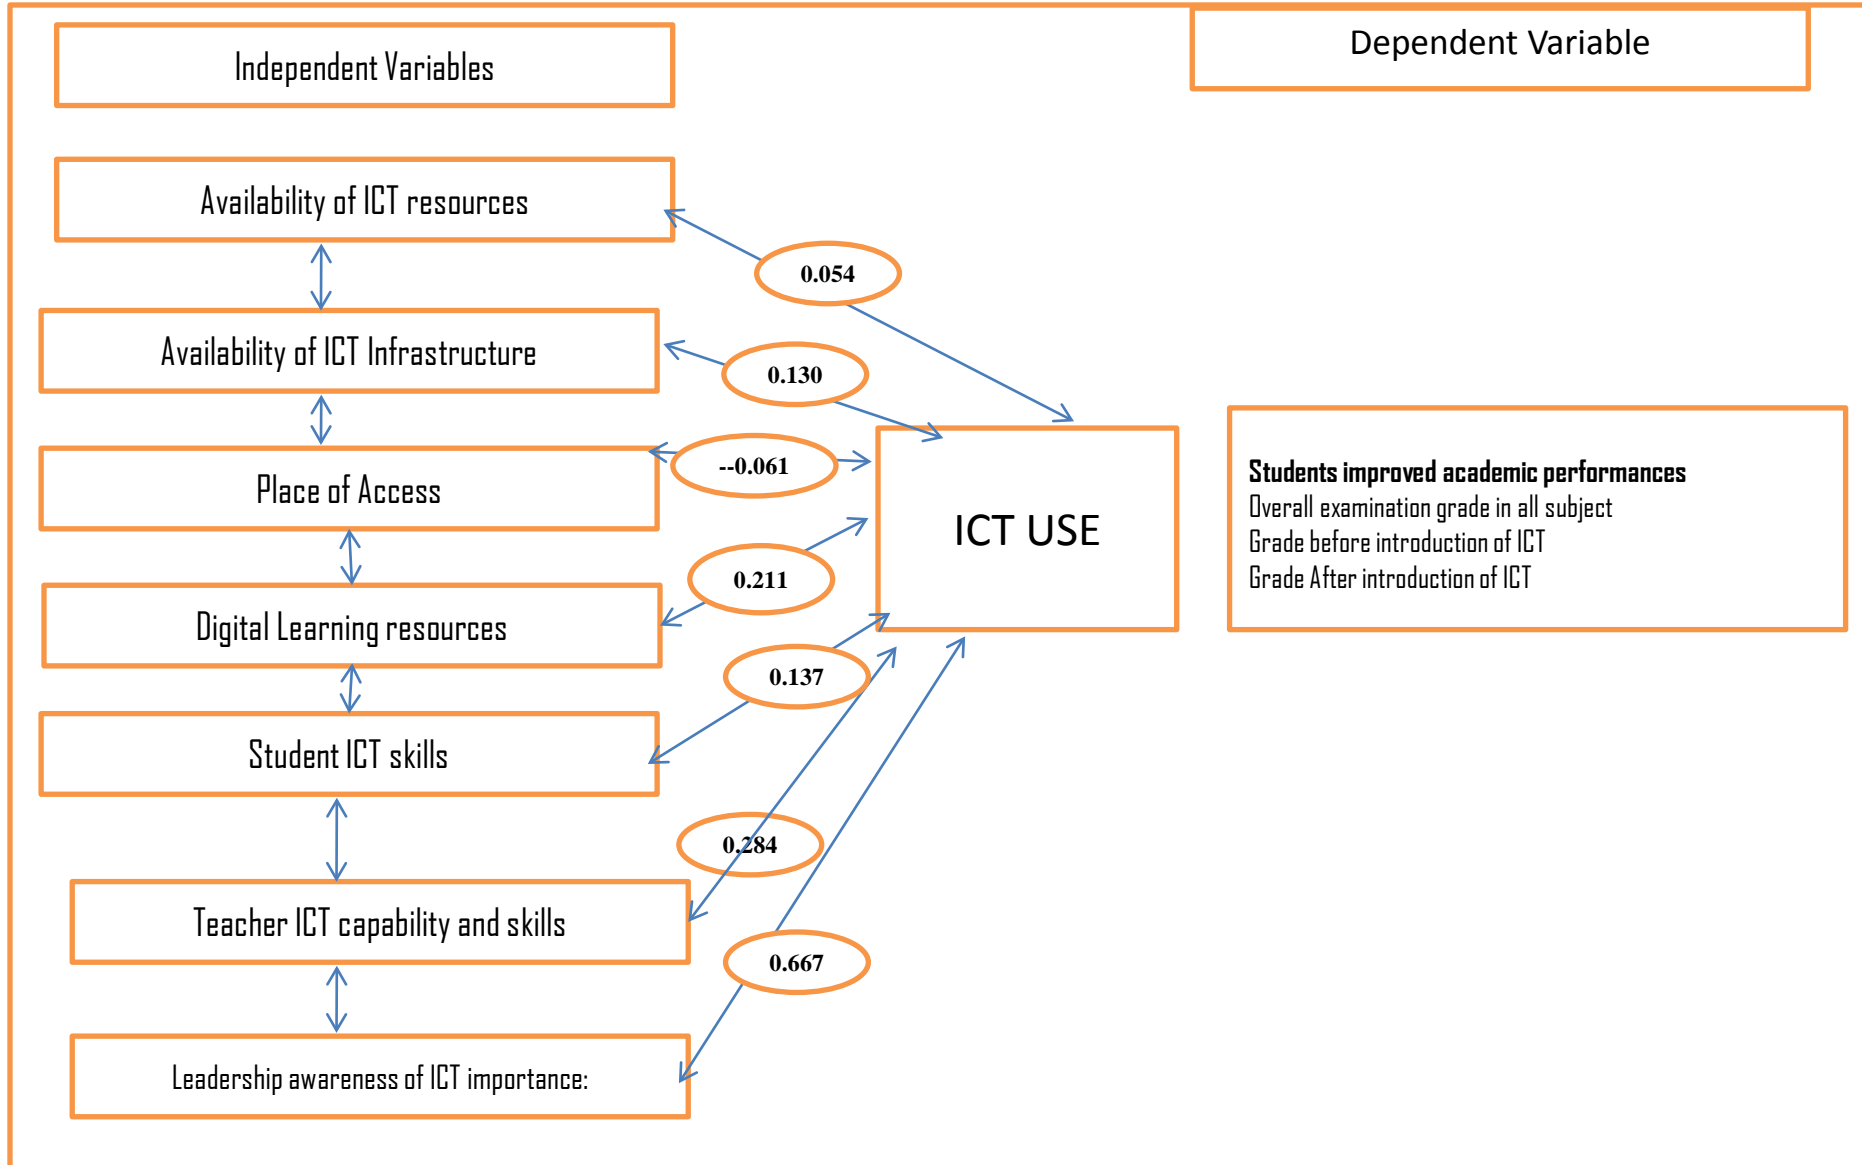 Independent Variables
Dependent Variable
Availability of ICT resources
0.054
Availability of ICT Infrastructure
0.130
--0.061
Place of Access
ICT USE
Students improved academic performances
Overall examination grade in all subject
Grade before introduction of ICT
Grade After introduction of ICT
0.211
Digital Learning resources
0.137
Student ICT skills
0.284
Teacher ICT capability and skills
0.667
Leadership awareness of ICT importance: